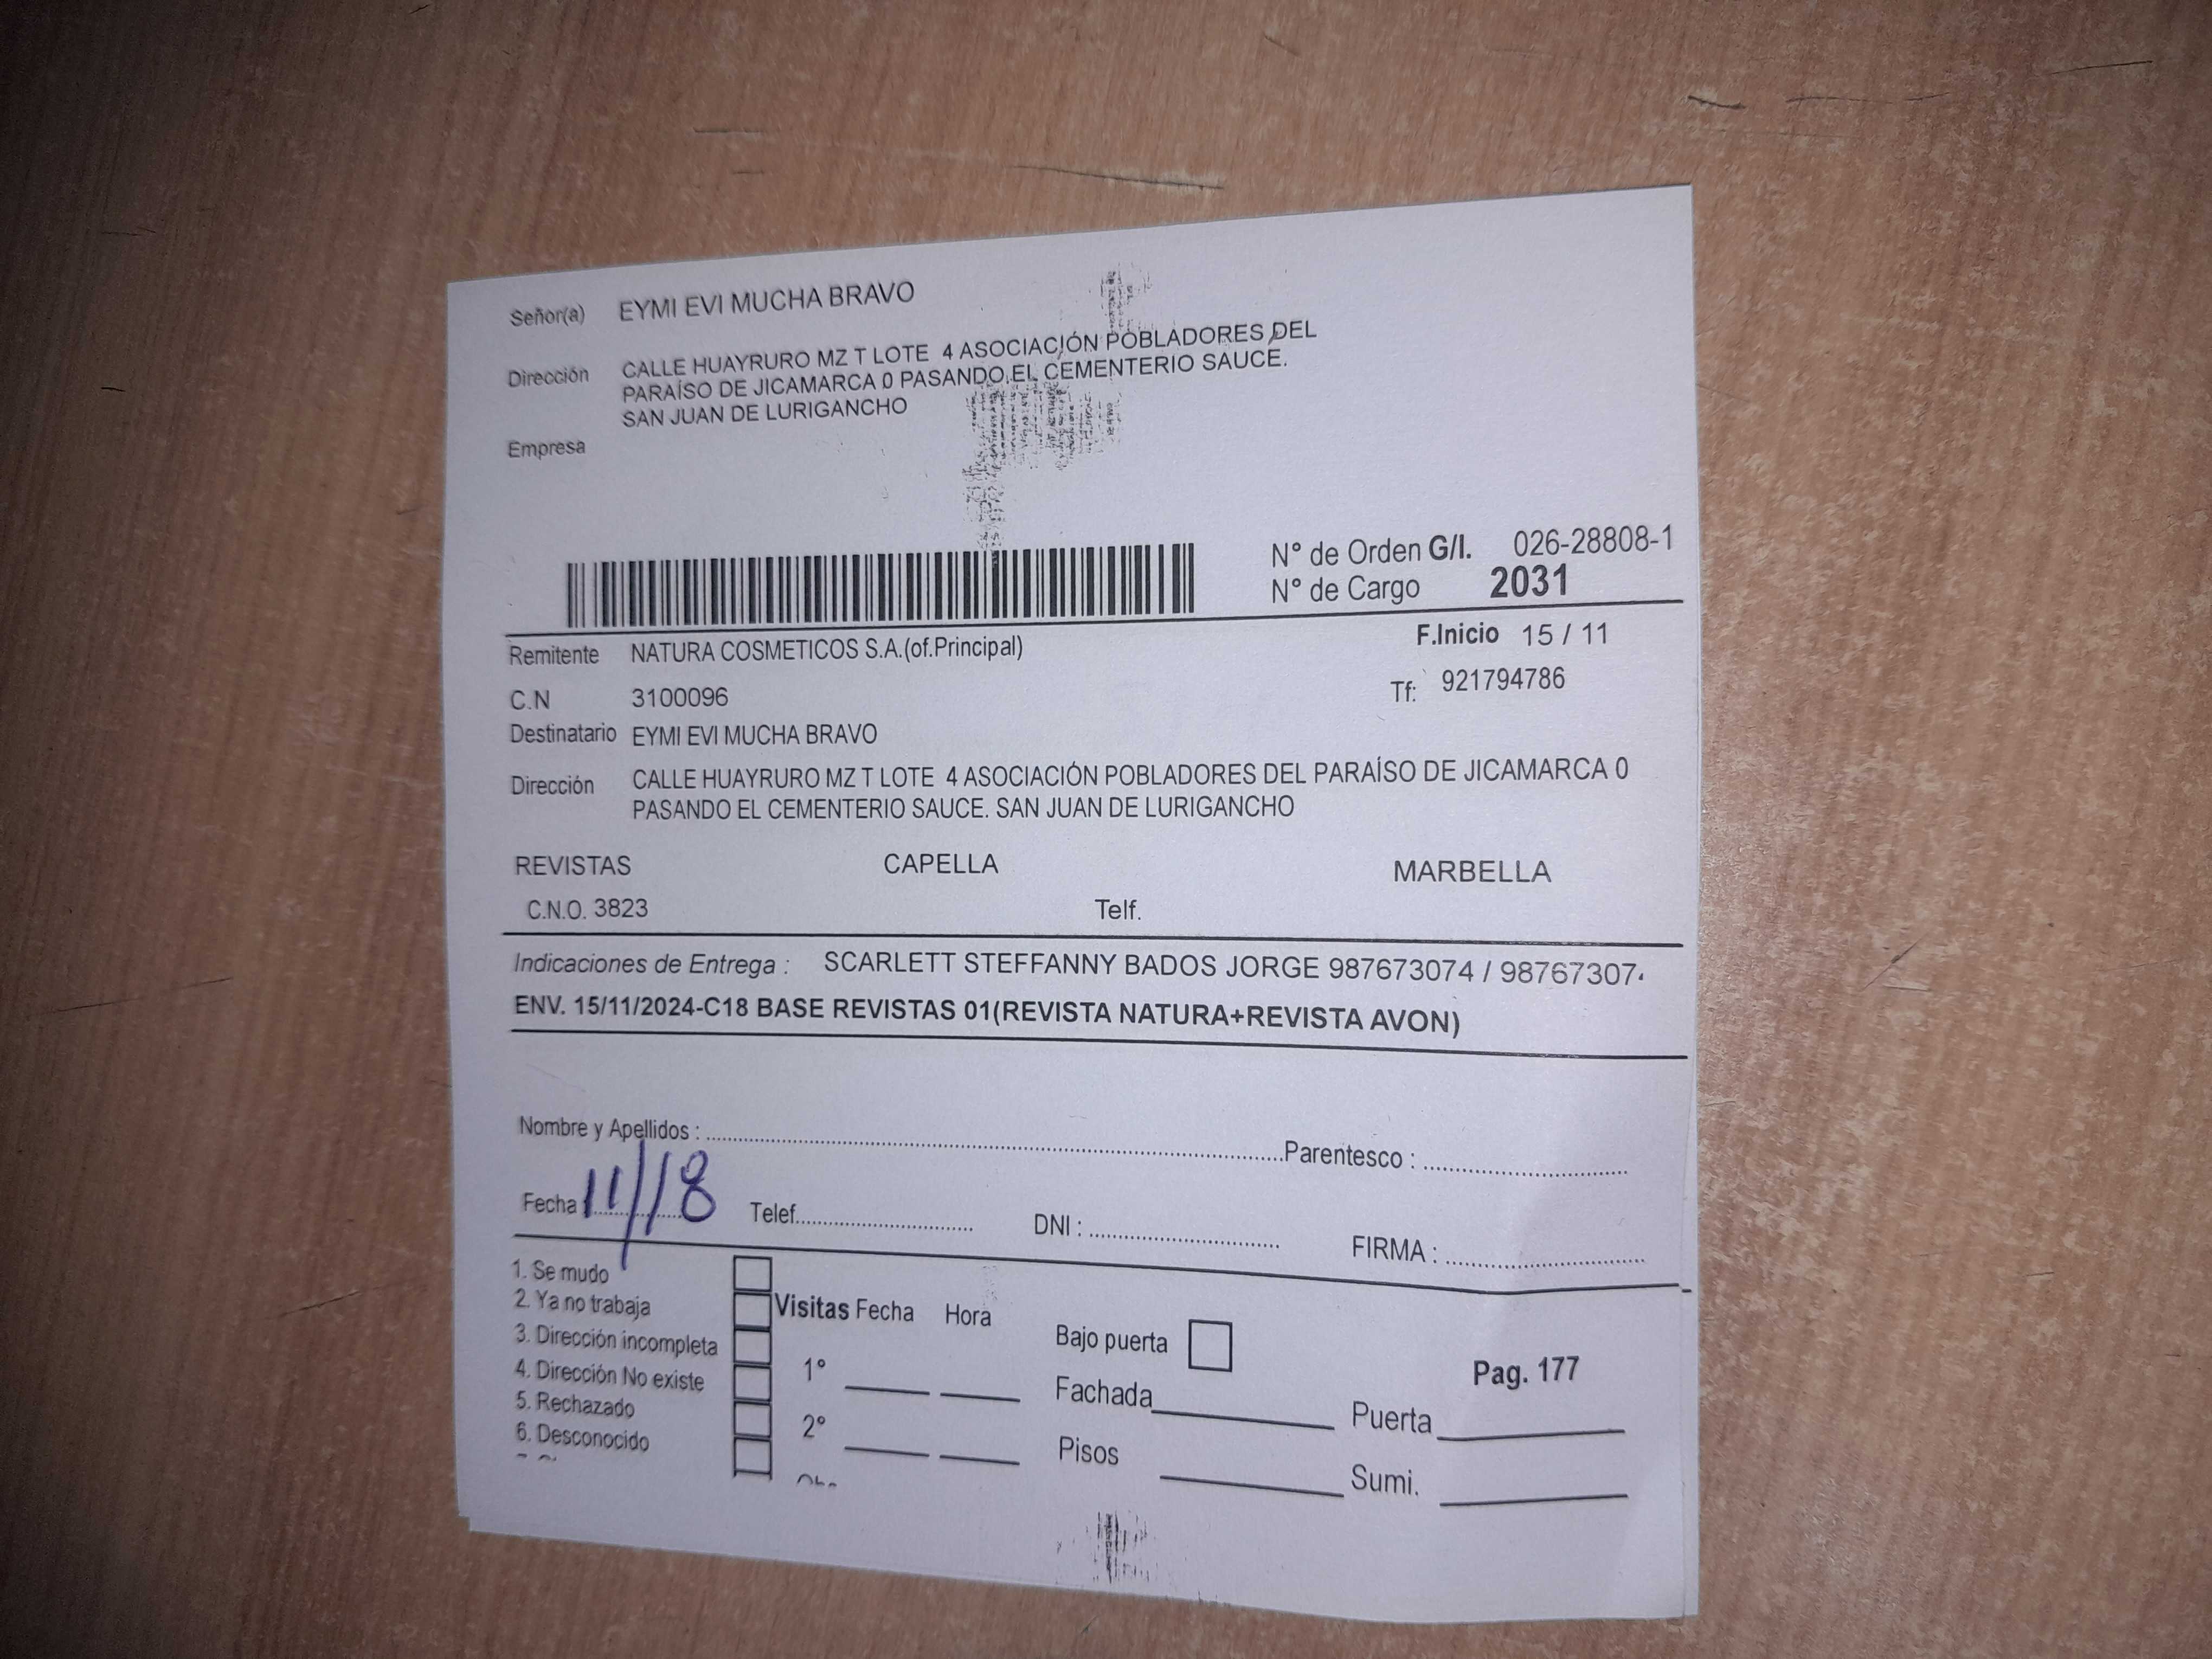 Señor(a) EYMI EVI MUCHA BRAVO
Dirección CALLE HUAYRURO MZ T LOTE 4 ASOCIACIÓN POBLADORES DEL
PARAÍSO DE JICAMARCA 0 PASANDO EL CEMENTERIO SAUCE.
SAN JUAN DE LURIGANCHO
Empresa
N° de Orden G/I. 026-28808-1
N° de Cargo 2031
Remitente NATURA COSMETICOS S.A.(of.Principal) F.Inicio 15 / 11
C.N 3100096 Tf: 921794786
Destinatario EYMI EVI MUCHA BRAVO
Dirección CALLE HUAYRURO MZ T LOTE 4 ASOCIACIÓN POBLADORES DEL PARAÍSO DE JICAMARCA 0
PASANDO EL CEMENTERIO SAUCE. SAN JUAN DE LURIGANCHO
REVISTAS CAPELLA MARBELLA
C.N.O. 3823 Telf.
Indicaciones de Entrega : SCARLETT STEFFANNY BADOS JORGE 987673074 / 98767307
ENV. 15/11/2024-C18 BASE REVISTAS 01(REVISTA NATURA+REVISTA AVON)
Nombre y Apellidos : Parentesco :
Fecha 11/18 Telef. DNI : FIRMA :
1. Se mudo
2. Ya no trabaja Visitas Fecha Hora
3. Dirección incompleta Bajo puerta
4. Dirección No existe 1° Fachada Pag. 177
5. Rechazado 2° Puerta
6. Desconocido Pisos Sumi.